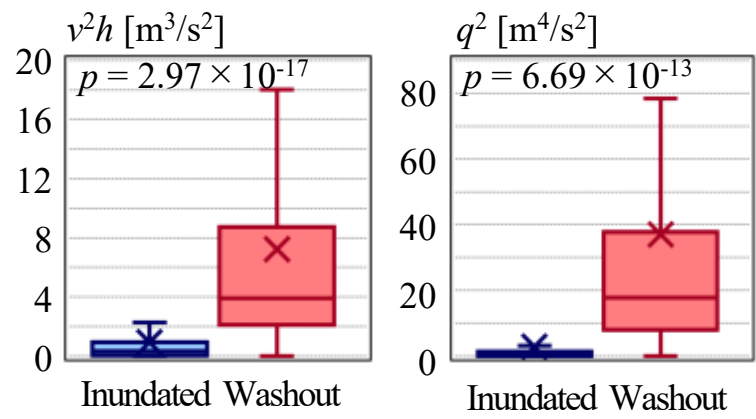 v²h [m³/s²]
p = 2.97 × 10⁻¹⁷
20
16
12
8
4
0
Inundated Washout
q² [m⁴/s²]
p = 6.69 × 10⁻¹³
80
60
40
20
0
Inundated Washout